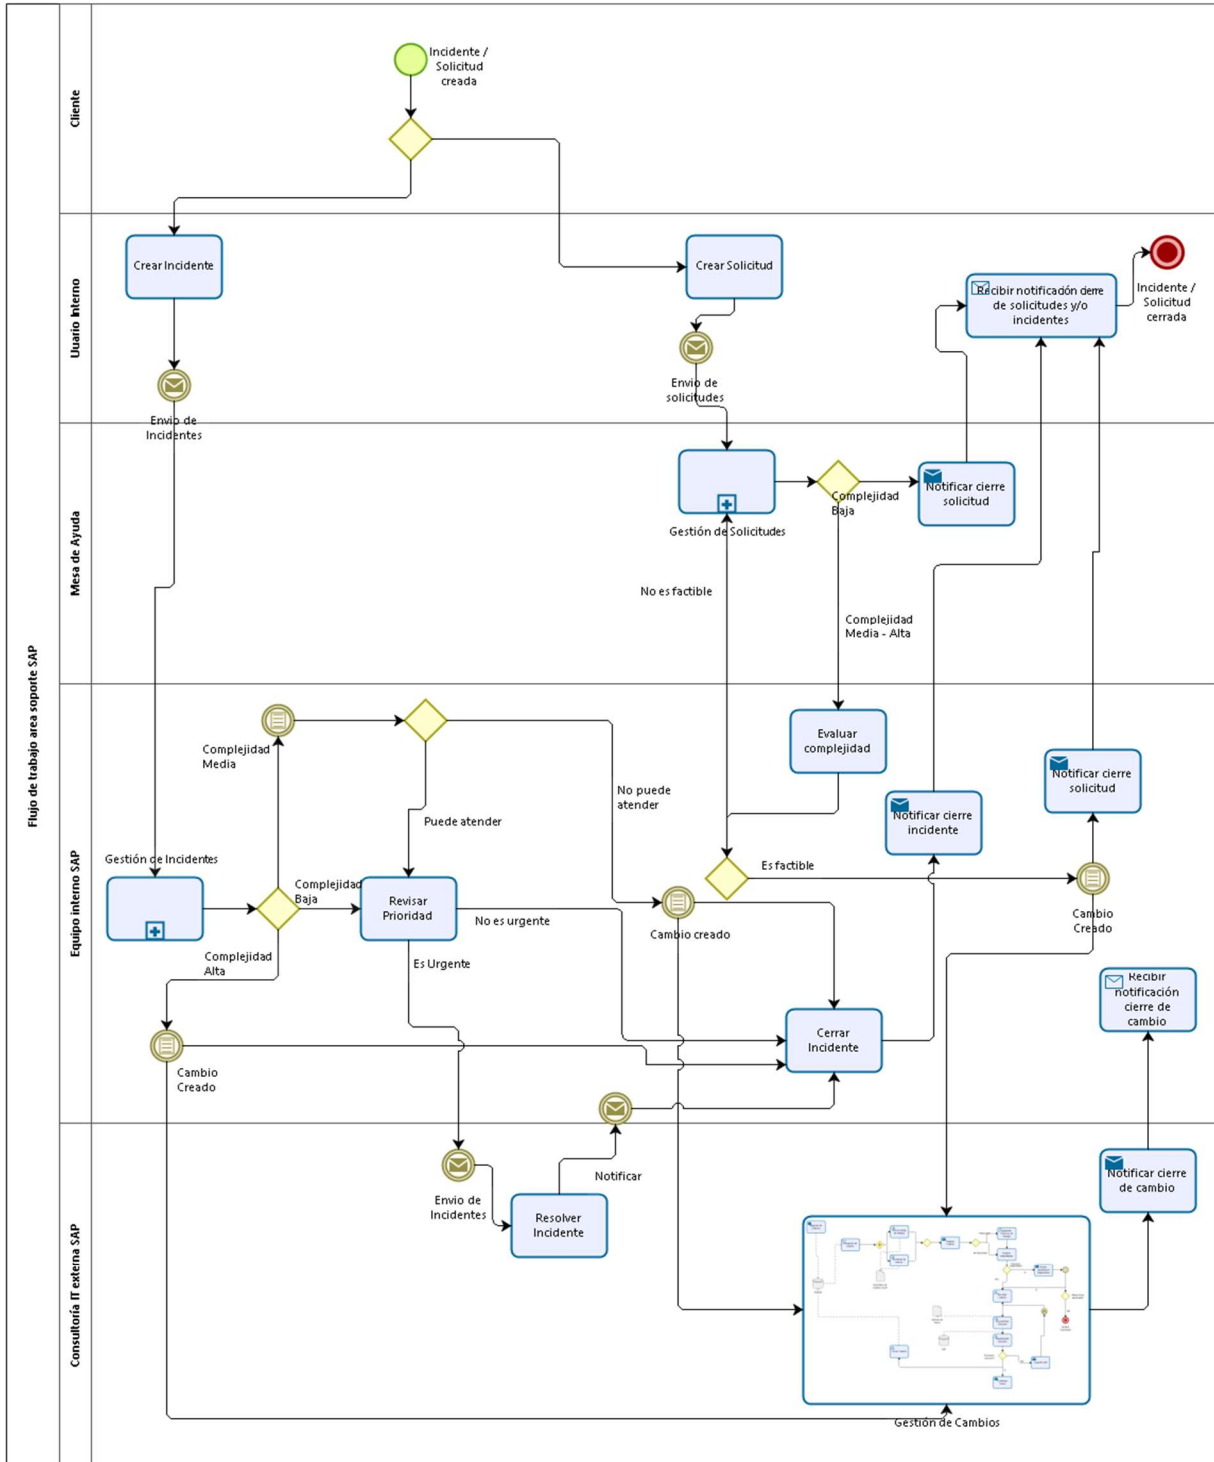 Flujo de trabajo area soporte SAP
Cliente
Incidente /
Solicitud
creada
Uuario Interno
Crear Incidente
Crear Solicitud
Recibir notificación cierre
de solicitudes y/o
incidentes
Incidente /
Solicitud
cerrada
Envio de
Incidentes
Envio de
solicitudes
Mesa de Ayuda
Gestión de Solicitudes
Complejidad
Baja
Notificar cierre
solicitud
No es factible
Complejidad
Media - Alta
Equipo interno SAP
Complejidad
Media
Evaluar
complejidad
Notificar cierre
solicitud
No puede
atender
Puede atender
Notificar cierre
incidente
Gestión de Incidentes
Complejidad
Baja
Revisar
Prioridad
No es urgente
Es factible
Cambio creado
Cambio
Creado
Complejidad
Alta
Es Urgente
Recibir
notificación
cierre de
cambio
Cerrar
Incidente
Cambio
Creado
Consultoría IT externa SAP
Envio de
Incidentes
Notificar
Resolver
Incidente
Notificar cierre
de cambio
Gestión de Cambios